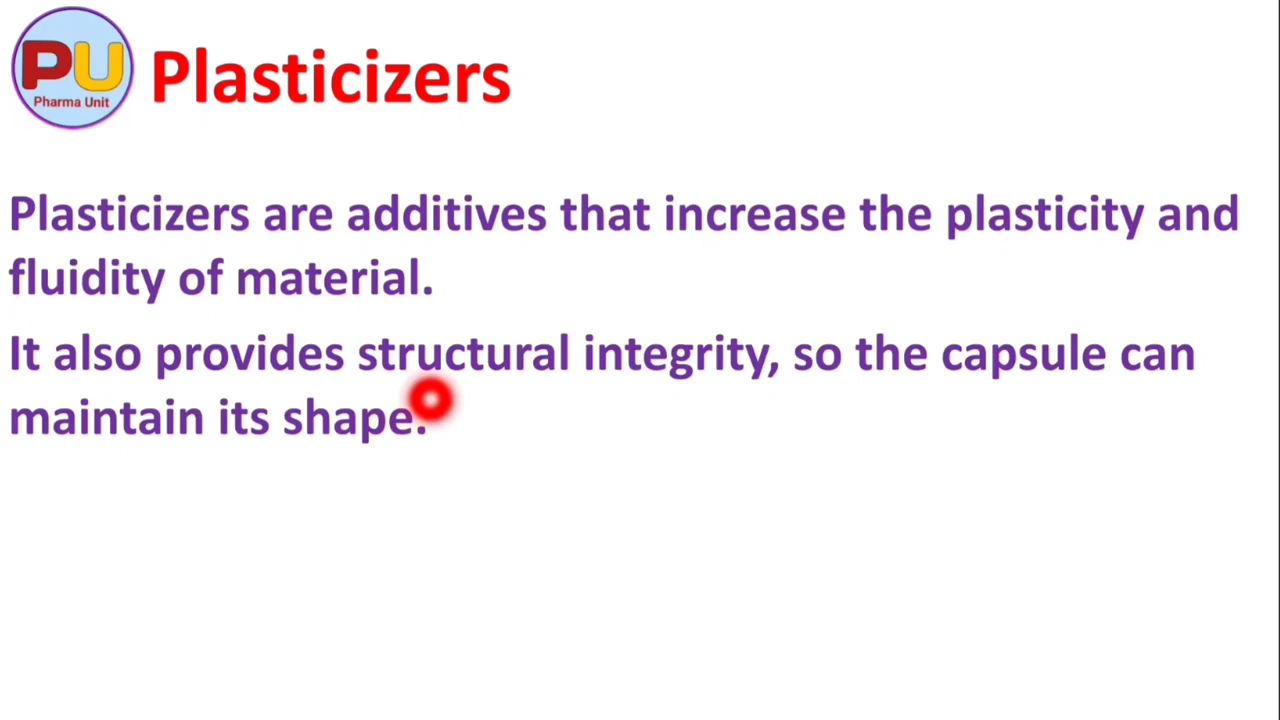 PU
Pharma Unit
Plasticizers
Plasticizers are additives that increase the plasticity and
fluidity of material.
It also provides structural integrity, so the capsule can
maintain its shape.